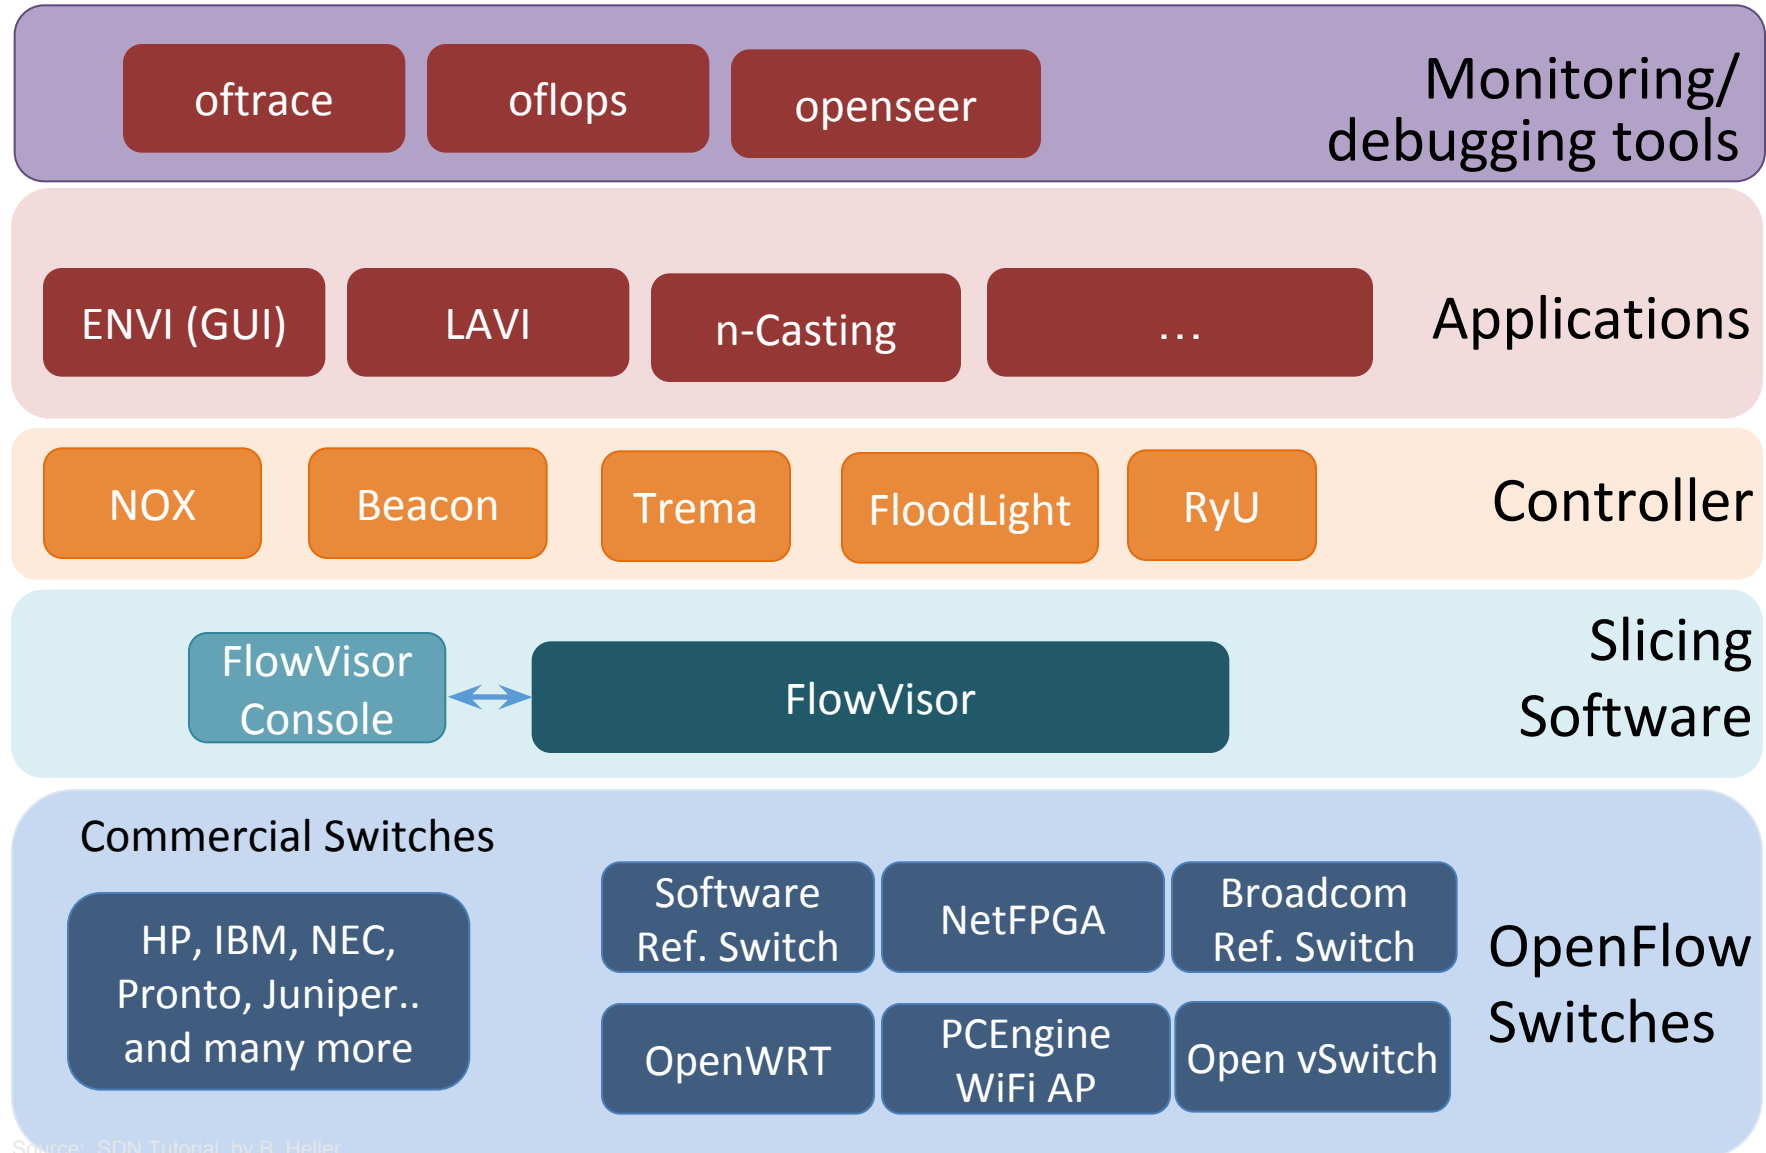 oftrace
oflops
openseer
Monitoring/
debugging tools
ENVI (GUI)
LAVI
n-Casting
...
Applications
NOX
Beacon
Trema
FloodLight
RyU
Controller
FlowVisor
Console
FlowVisor
Slicing
Software
Commercial Switches
HP, IBM, NEC,
Pronto, Juniper..
and many more
Software
Ref. Switch
NetFPGA
Broadcom
Ref. Switch
OpenWRT
PCEngine
WiFi AP
Open vSwitch
OpenFlow
Switches
Source: SDN Tutorial by B. Heller